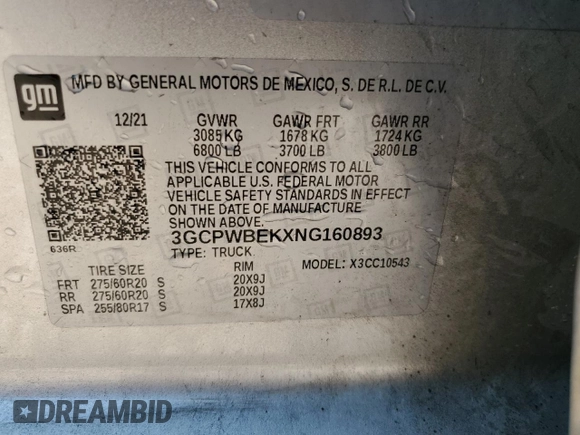 gm
MFD BY GENERAL MOTORS DE MEXICO, S. DE R.L. DE C.V.
12/21 GVWR GAWR FRT GAWR RR
3085 KG 1678 KG 1724 KG
6800 LB 3700 LB 3800 LB
THIS VEHICLE CONFORMS TO ALL
APPLICABLE U.S. FEDERAL MOTOR
VEHICLE SAFETY STANDARDS IN EFFECT
ON THE DATE OF MANUFACTURE
SHOWN ABOVE.
3GCPWBEKXNG160893
636R
TYPE: TRUCK
MODEL: X3CC10543
TIRE SIZE RIM
FRT 275/60R20 S 20X9J
RR 275/60R20 S 20X9J
SPA 255/80R17 S 17X8J
DREAMBID